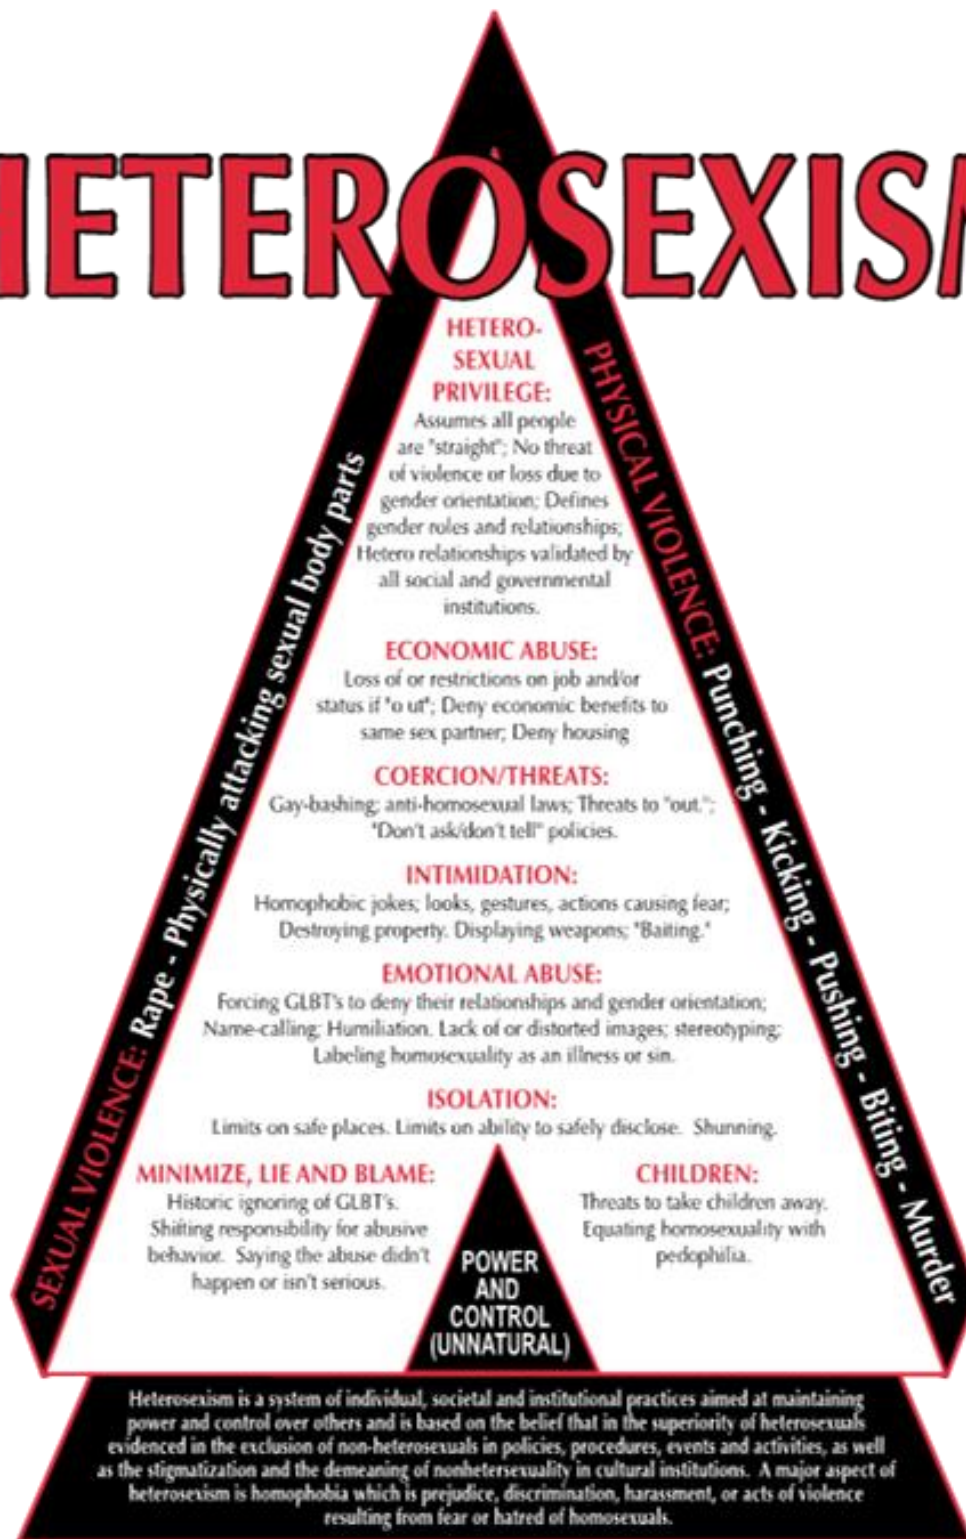 HETEROSEXISM
HETERO-
SEXUAL
PRIVILEGE:
Assumes all people
are "straight"; No threat
of violence or loss due to
gender orientation; Defines
gender roles and relationships;
Hetero relationships validated by
all social and governmental
institutions.
ECONOMIC ABUSE:
Loss of or restrictions on job and/or
status if "o ut"; Deny economic benefits to
same sex partner; Deny housing
COERCION/THREATS:
Gay-bashing; anti-homosexual laws; Threats to "out.";
"Don't ask/don't tell" policies.
INTIMIDATION:
Homophobic jokes; looks, gestures, actions causing fear;
Destroying property. Displaying weapons; "Baiting."
EMOTIONAL ABUSE:
Forcing GLBT's to deny their relationships and gender orientation;
Name-calling; Humiliation. Lack of or distorted images; stereotyping;
Labeling homosexuality as an illness or sin.
ISOLATION:
Limits on safe places. Limits on ability to safely disclose. Shunning.
MINIMIZE, LIE AND BLAME:
Historic ignoring of GLBT's.
Shifting responsibility for abusive
behavior. Saying the abuse didn't
happen or isn't serious.
CHILDREN:
Threats to take children away.
Equating homosexuality with
pedophilia.
POWER
AND
CONTROL
(UNNATURAL)
SEXUAL VIOLENCE: Rape - Physically attacking sexual body parts
PHYSICAL VIOLENCE: Punching - Kicking - Pushing - Biting - Murder
Heterosexism is a system of individual, societal and institutional practices aimed at maintaining
power and control over others and is based on the belief that in the superiority of heterosexuals
evidenced in the exclusion of non-heterosexuals in policies, procedures, events and activities, as well
as the stigmatization and the demeaning of nonhetersexuality in cultural institutions. A major aspect of
heterosexism is homophobia which is prejudice, discrimination, harassment, or acts of violence
resulting from fear or hatred of homosexuals.